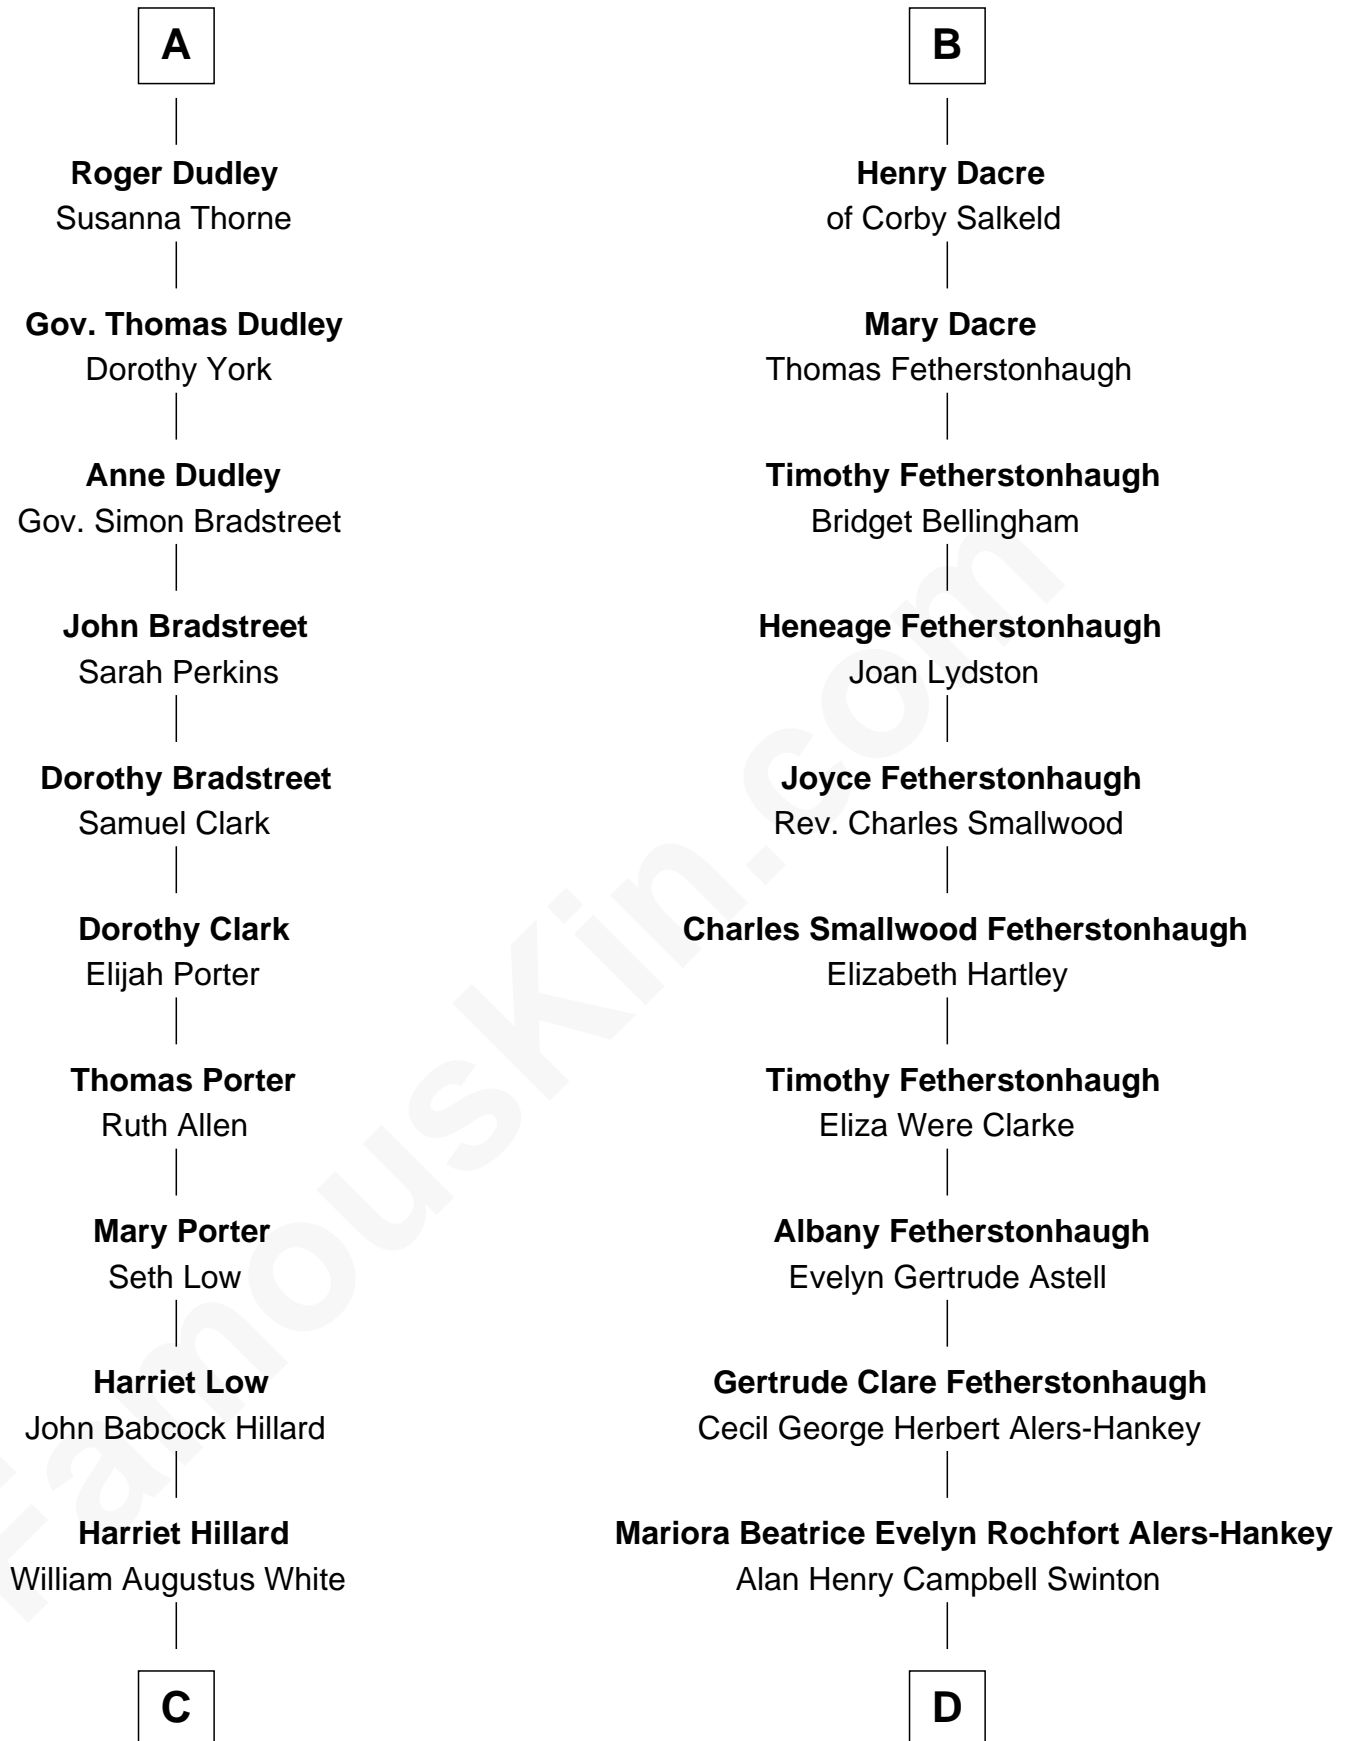 A
Roger Dudley
Susanna Thorne
Gov. Thomas Dudley
Dorothy York
Anne Dudley
Gov. Simon Bradstreet
John Bradstreet
Sarah Perkins
Dorothy Bradstreet
Samuel Clark
Dorothy Clark
Elijah Porter
Thomas Porter
Ruth Allen
Mary Porter
Seth Low
Harriet Low
John Babcock Hillard
Harriet Hillard
William Augustus White
C
B
Henry Dacre
of Corby Salkeld
Mary Dacre
Thomas Fetherstonhaugh
Timothy Fetherstonhaugh
Bridget Bellingham
Heneage Fetherstonhaugh
Joan Lydston
Joyce Fetherstonhaugh
Rev. Charles Smallwood
Charles Smallwood Fetherstonhaugh
Elizabeth Hartley
Timothy Fetherstonhaugh
Eliza Were Clarke
Albany Fetherstonhaugh
Evelyn Gertrude Astell
Gertrude Clare Fetherstonhaugh
Cecil George Herbert Alers-Hankey
Mariora Beatrice Evelyn Rochfort Alers-Hankey
Alan Henry Campbell Swinton
D
FamousKin.com